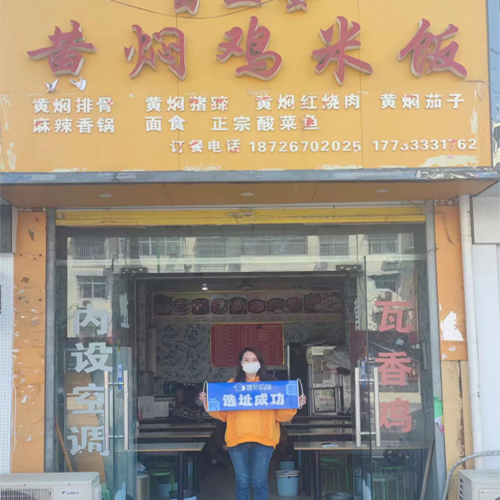 黄焖鸡米饭
黄焖排骨 黄焖猪蹄 黄焖红烧肉 黄焖茄子
麻辣香锅 面食 正宗酸菜鱼
订餐电话 18726702025
内设空调
瓦香鸡
选址成功